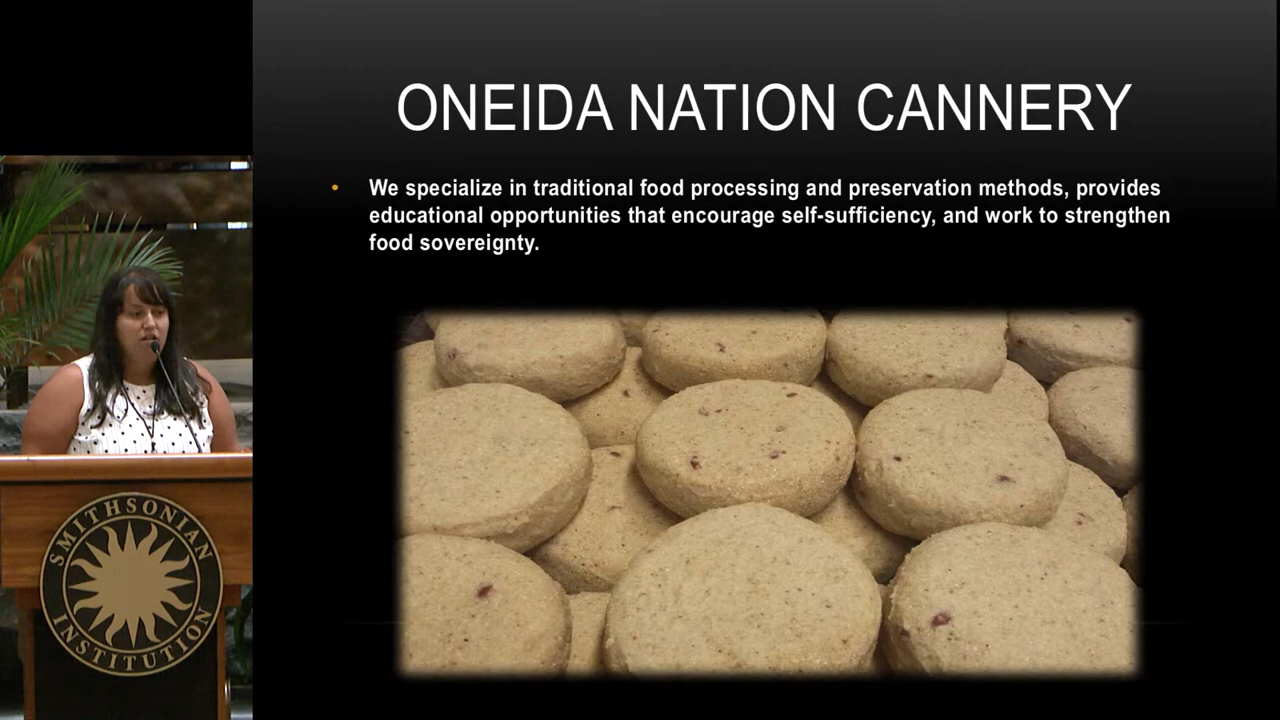 ONEIDA NATION CANNERY
• We specialize in traditional food processing and preservation methods, provides
educational opportunities that encourage self-sufficiency, and work to strengthen
food sovereignty.
SMITHSONIAN
INSTITUTION